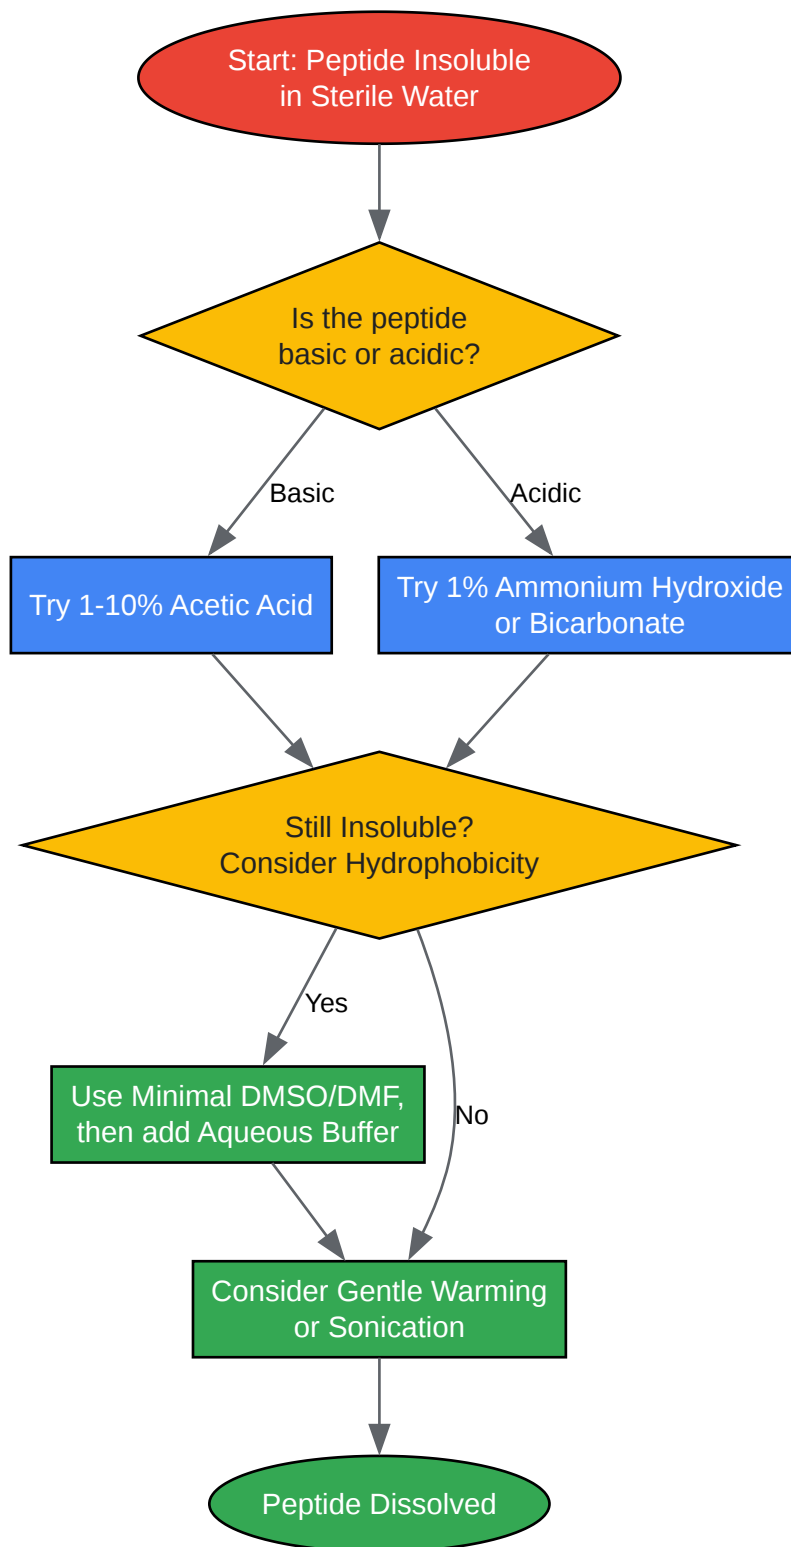 Start: Peptide Insoluble
in Sterile Water
Is the peptide
basic or acidic?
Basic
Acidic
Try 1-10% Acetic Acid
Try 1% Ammonium Hydroxide
or Bicarbonate
Still Insoluble?
Consider Hydrophobicity
Yes
Use Minimal DMSO/DMF,
then add Aqueous Buffer
No
Consider Gentle Warming
or Sonication
Peptide Dissolved